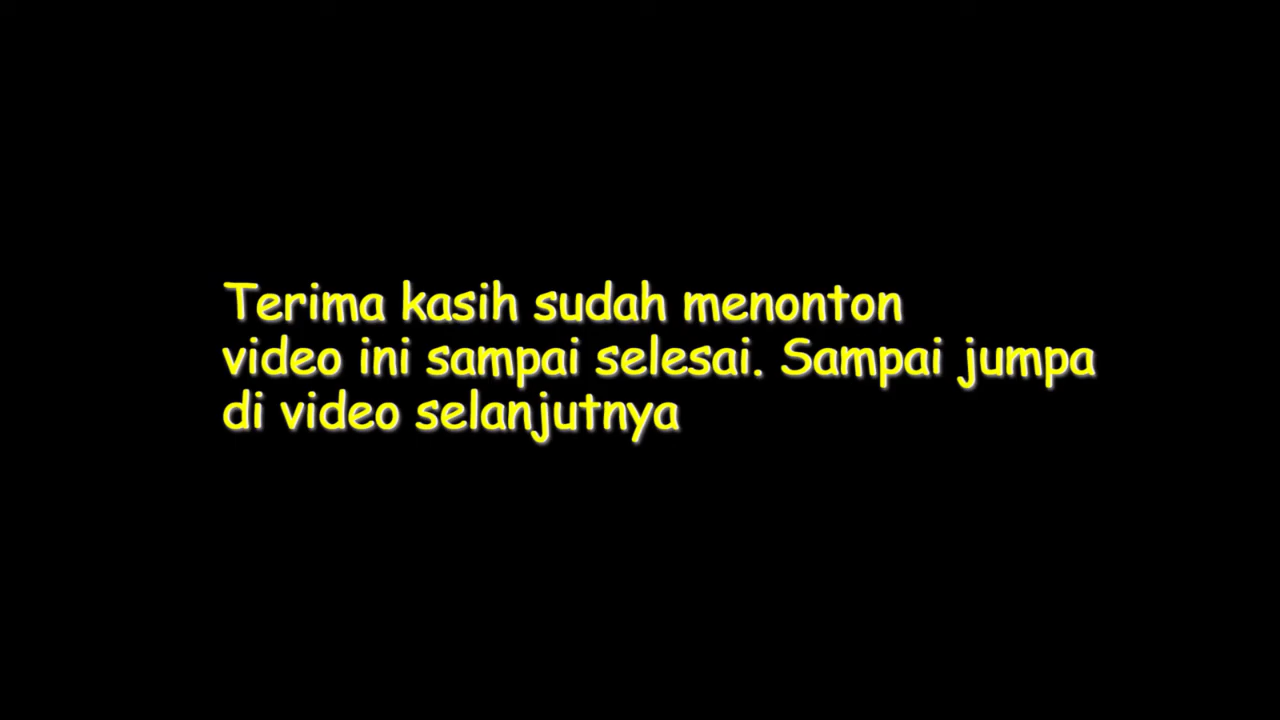 Terima kasih sudah menonton
video ini sampai selesai. Sampai jumpa
di video selanjutnya